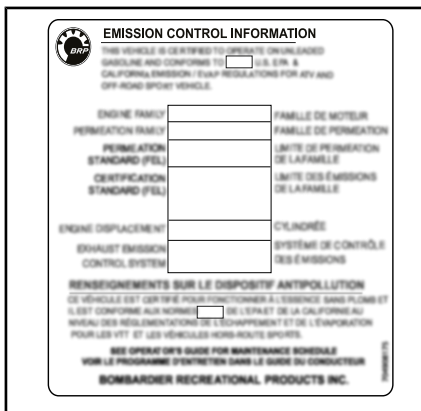 EMISSION CONTROL INFORMATION
BRP
THIS VEHICLE IS CERTIFIED TO OPERATE ON UNLEADED
GASOLINE AND CONFORMS TO U.S. EPA &
CALIFORNIA EMISSION / EVAP REGULATIONS FOR ATV AND
OFF-ROAD SPORT VEHICLE.
ENGINE FAMILY
FAMILLE DE MOTEUR
PERMEATION FAMILY
FAMILLE DE PERMEATION
PERMEATION
STANDARD (FEL)
LIMITE DE PERMEATION
DE LA FAMILLE
CERTIFICATION
STANDARD (FEL)
LIMITE DES ÉMISSIONS
DE LA FAMILLE
ENGINE DISPLACEMENT
CYLINDRÉE
EXHAUST EMISSION
CONTROL SYSTEM
SYSTÈME DE CONTRÔLE
DES ÉMISSIONS
RENSEIGNEMENTS SUR LE DISPOSITIF ANTIPOLLUTION
CE VÉHICULE EST CERTIFIÉ POUR FONCTIONNER À L'ESSENCE SANS PLOMB ET
IL EST CONFORME AUX NORMES DE L'EPA ET DE LA CALIFORNIE AU
NIVEAU DES RÉGLEMENTATIONS DE L'ÉCHAPPEMENT ET DE L'ÉVAPORATION
POUR LES VTT ET LES VÉHICULES HORS-ROUTE SPORTS.
SEE OPERATOR'S GUIDE FOR MAINTENANCE SCHEDULE
VOIR LE PROGRAMME D'ENTRETIEN DANS LE GUIDE DU CONDUCTEUR
BOMBARDIER RECREATIONAL PRODUCTS INC.